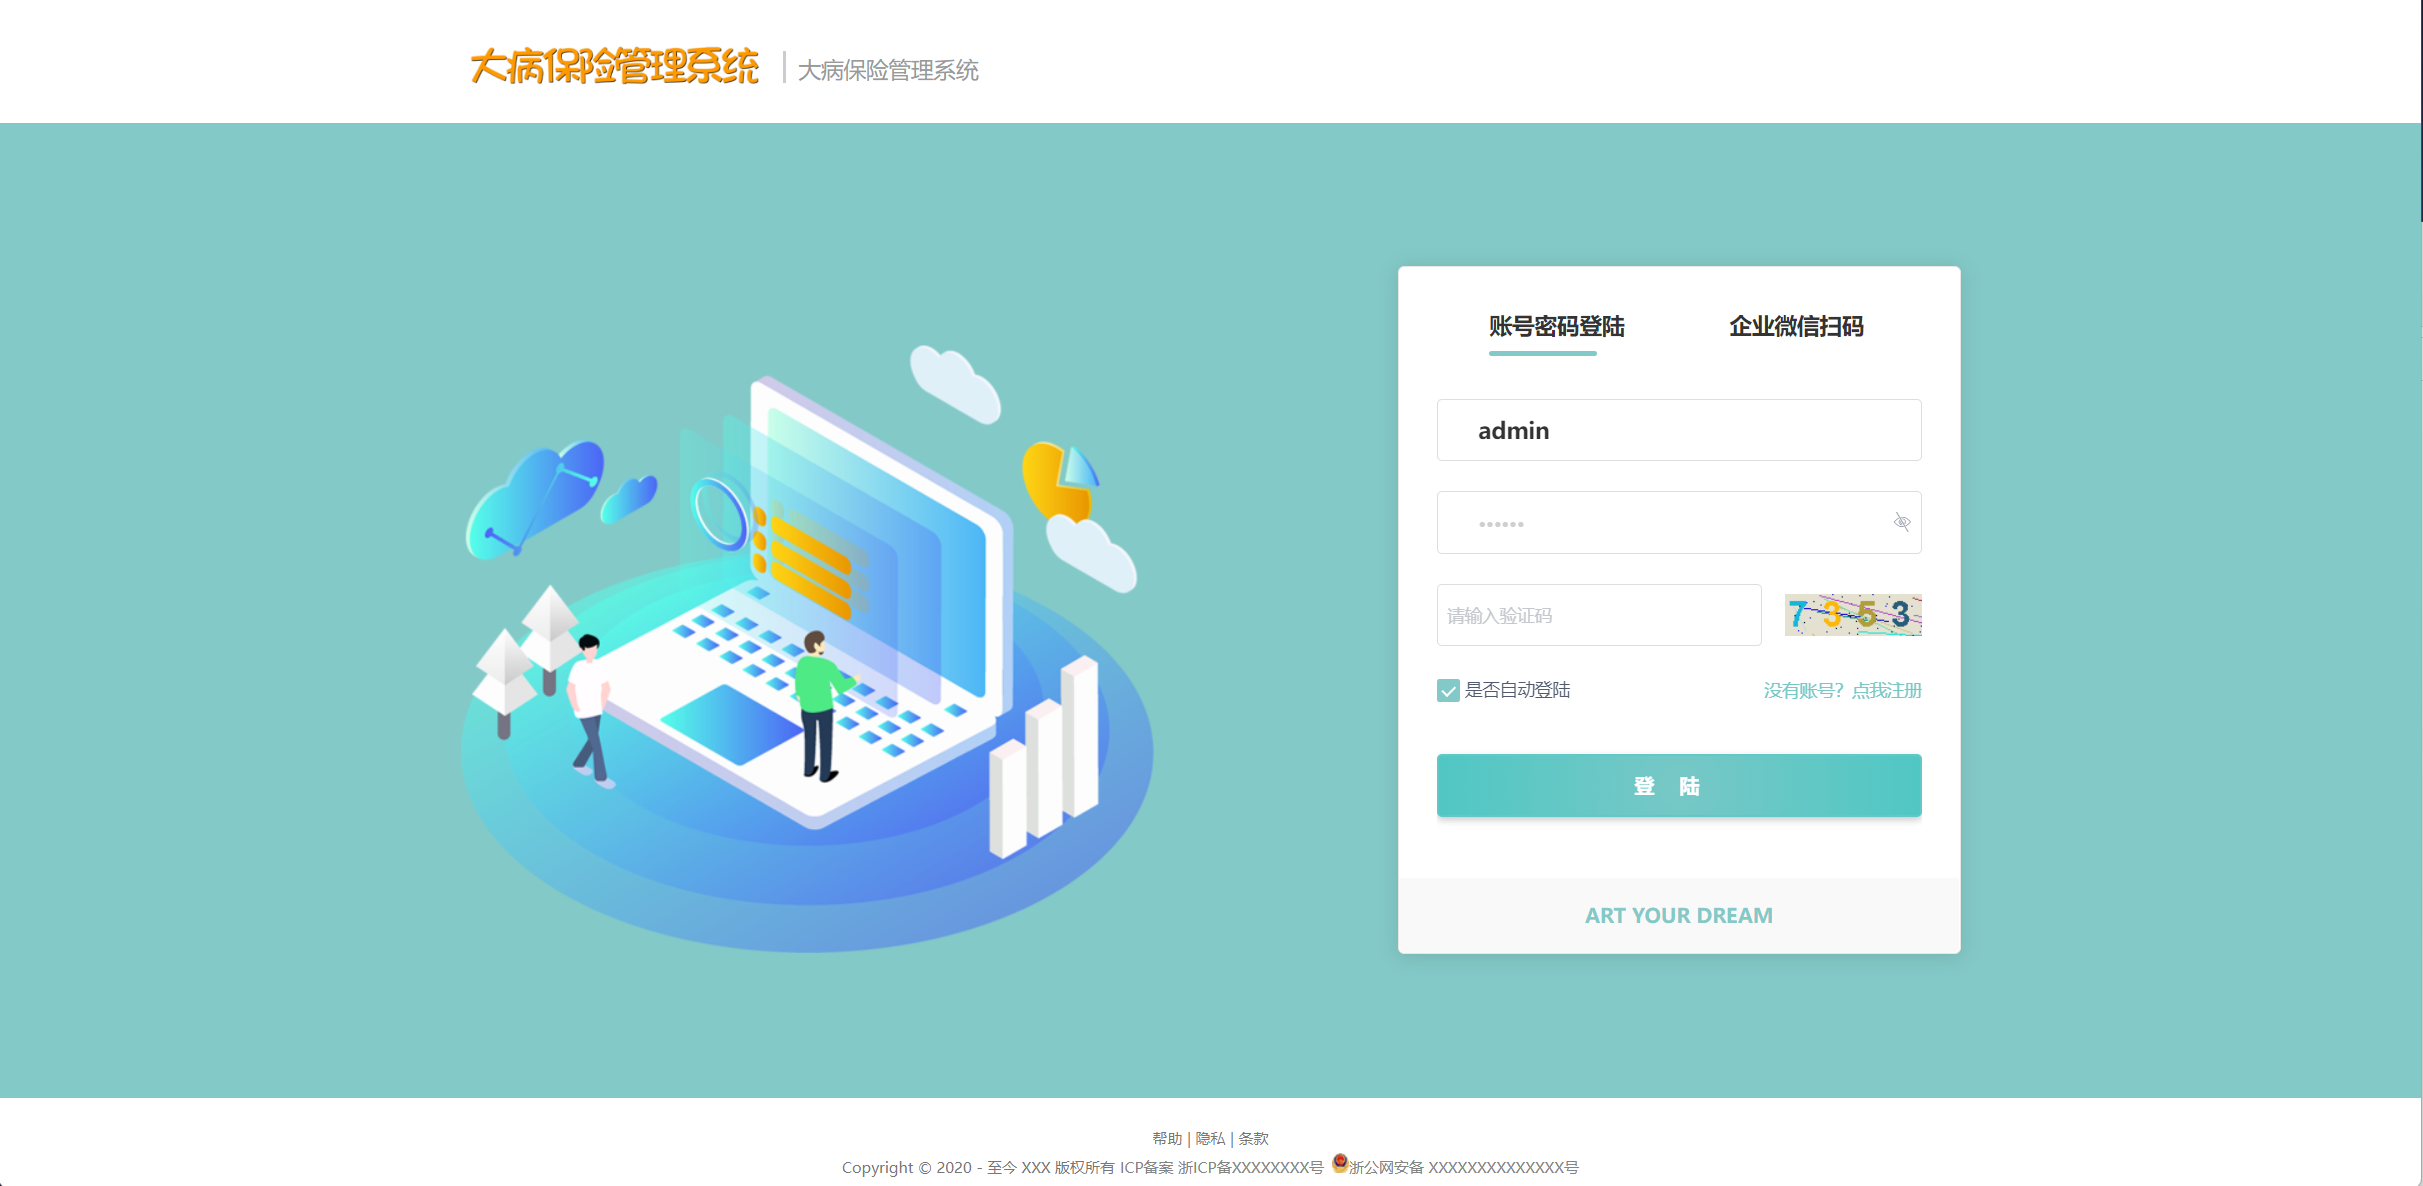 大病保险管理系统 大病保险管理系统
账号密码登陆 企业微信扫码
admin
••••••
请输入验证码 7353
是否自动登陆 没有账号？点我注册
登 陆
ART YOUR DREAM
帮助 | 隐私 | 条款
Copyright © 2020 - 至今 XXX 版权所有 ICP备案 浙ICP备XXXXXXXX号 浙公网安备 XXXXXXXXXXXXXX号